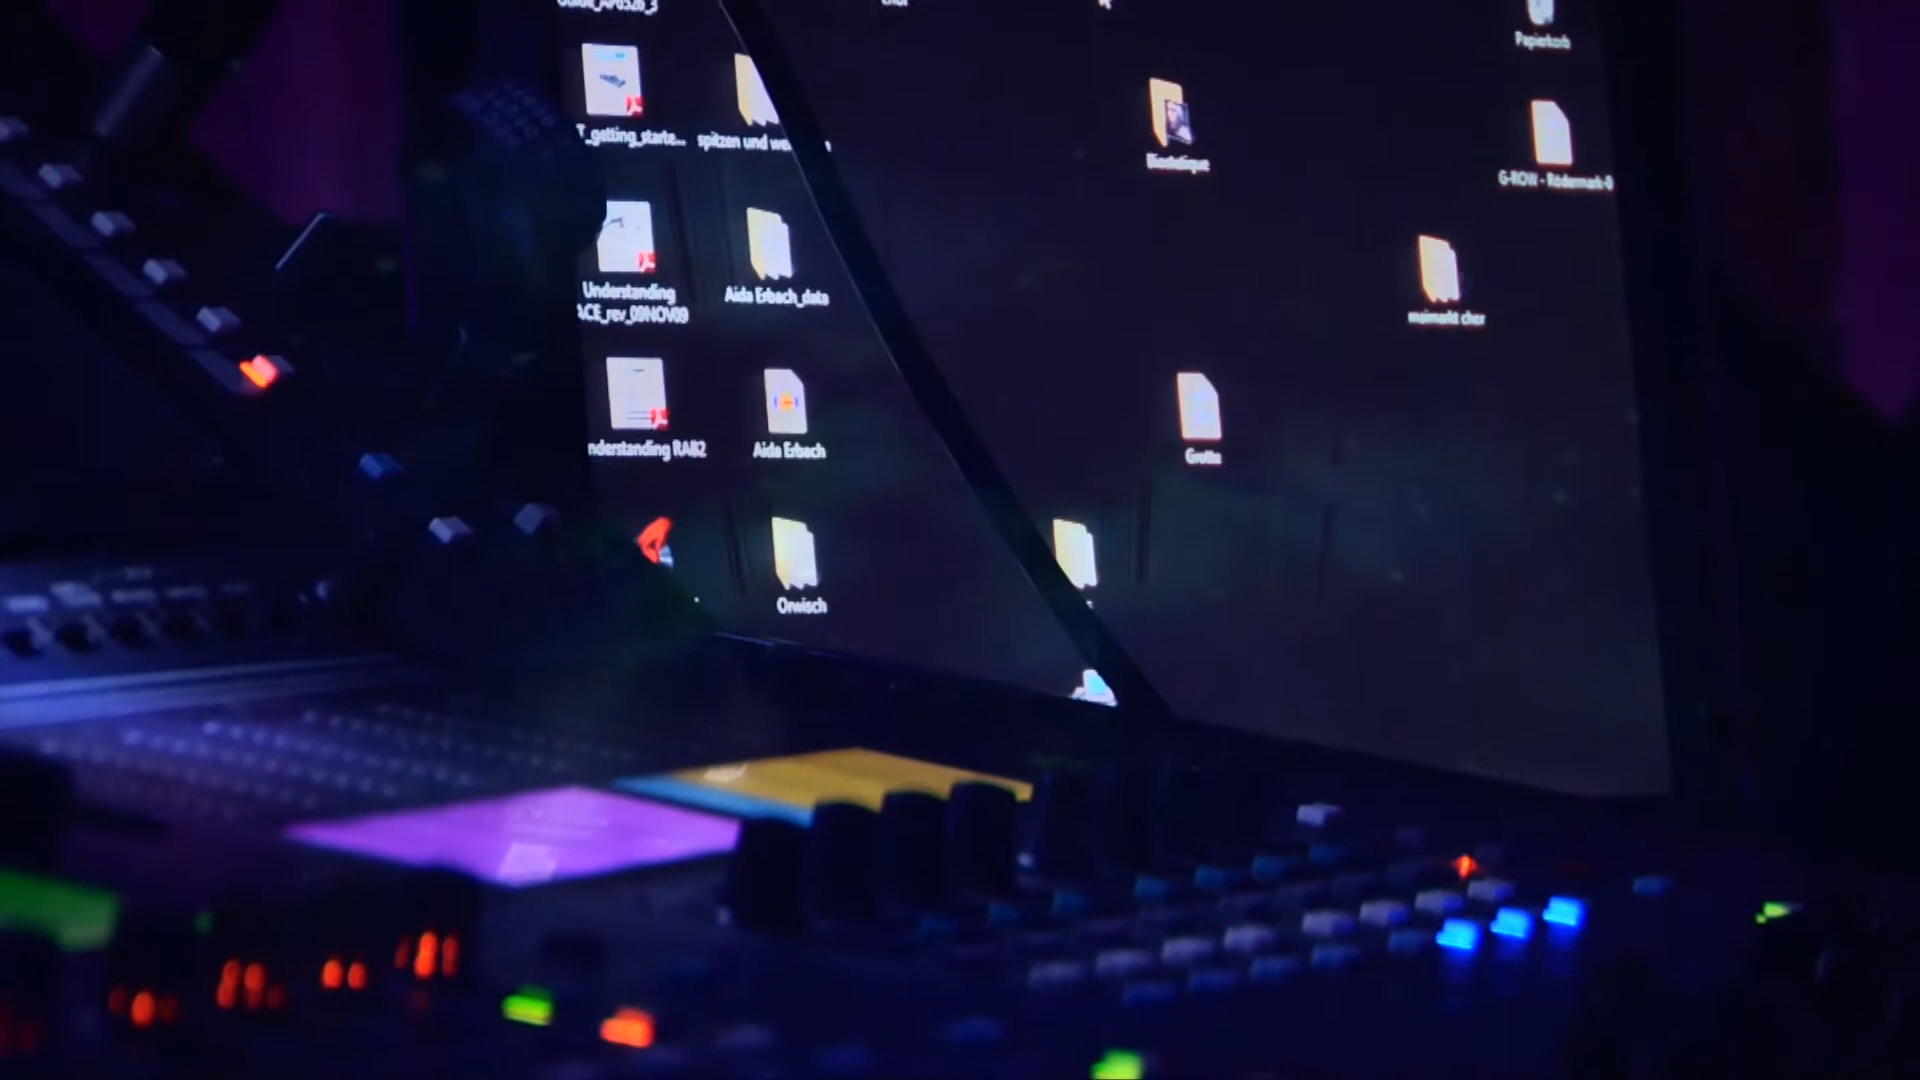 Papierkorb
T_getting_starte...
spitzen und we
Biosthetique
G-ROW - Rödermark-0
Understanding
ACE_rev_09NOV09
Aida Erbach_data
maimarkt chor
nderstanding RAB2
Aida Erbach
Grotte
Orwisch